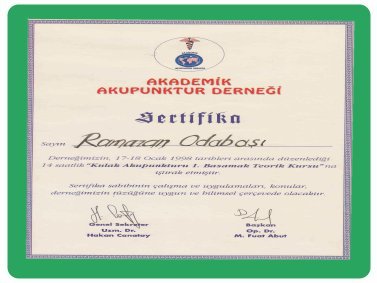 AKADEMİK
AKUPUNKTUR DERNEĞİ
Sertifika
Sayın Ramazan Odabaşı
Derneğimizin, 17-18 Ocak 1998 tarihleri arasında düzenlediği
14 saatlik "Kulak Akupunkturu 1. Basamak Teorik Kursu"na
iştirak etmiştir.
Sertifika sahibinin çalışma ve uygulamaları, konular,
derneğimizin tüzüğüne uygun ve bilimsel çerçevede olacaktır.
Genel Sekreter
Uzm. Dr.
Hakan Canatay
Başkan
Op. Dr.
M. Fuat Abut